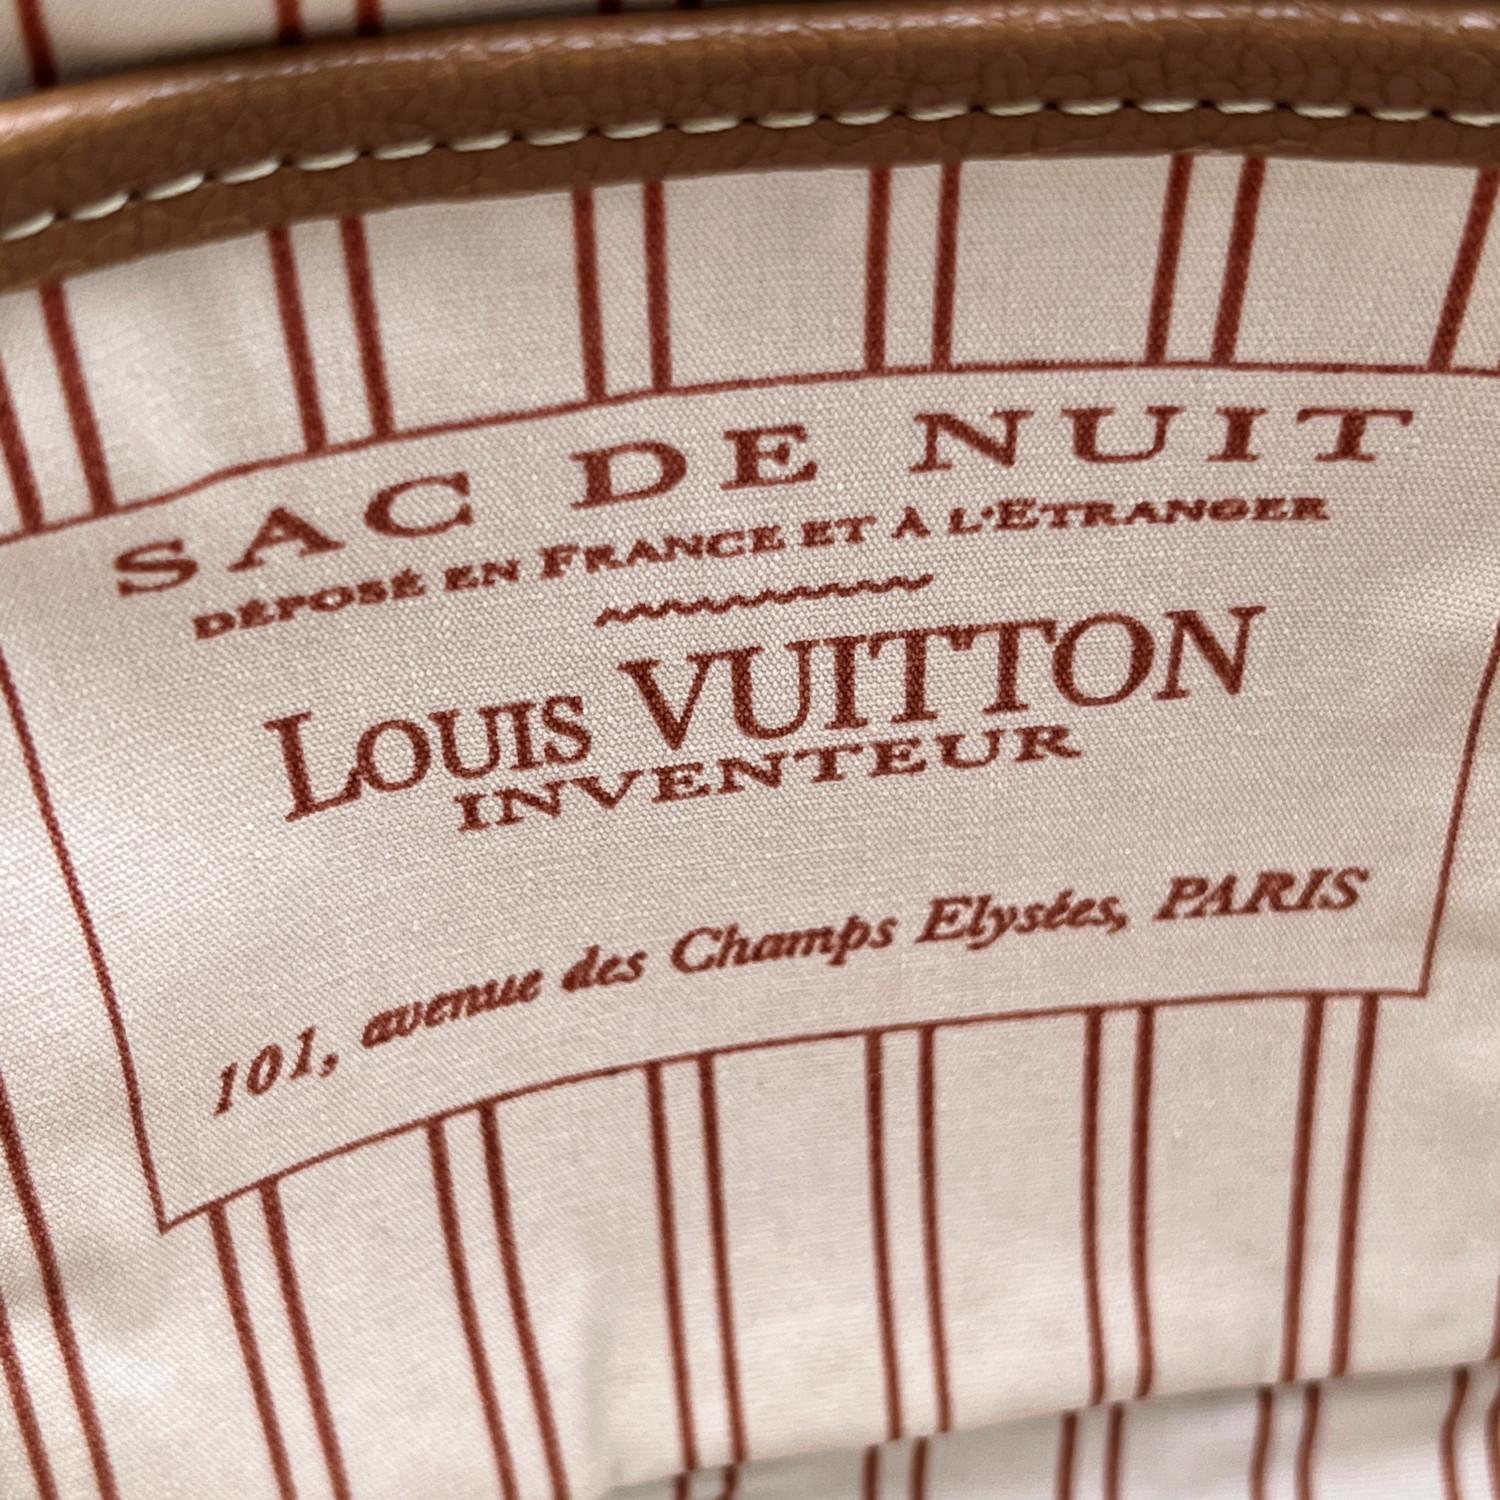 SAC DE NUIT
DÉPOSÉ EN FRANCE ET À L'ÉTRANGER
LOUIS VUITTON
INVENTEUR
101, avenue des Champs Elysées, PARIS